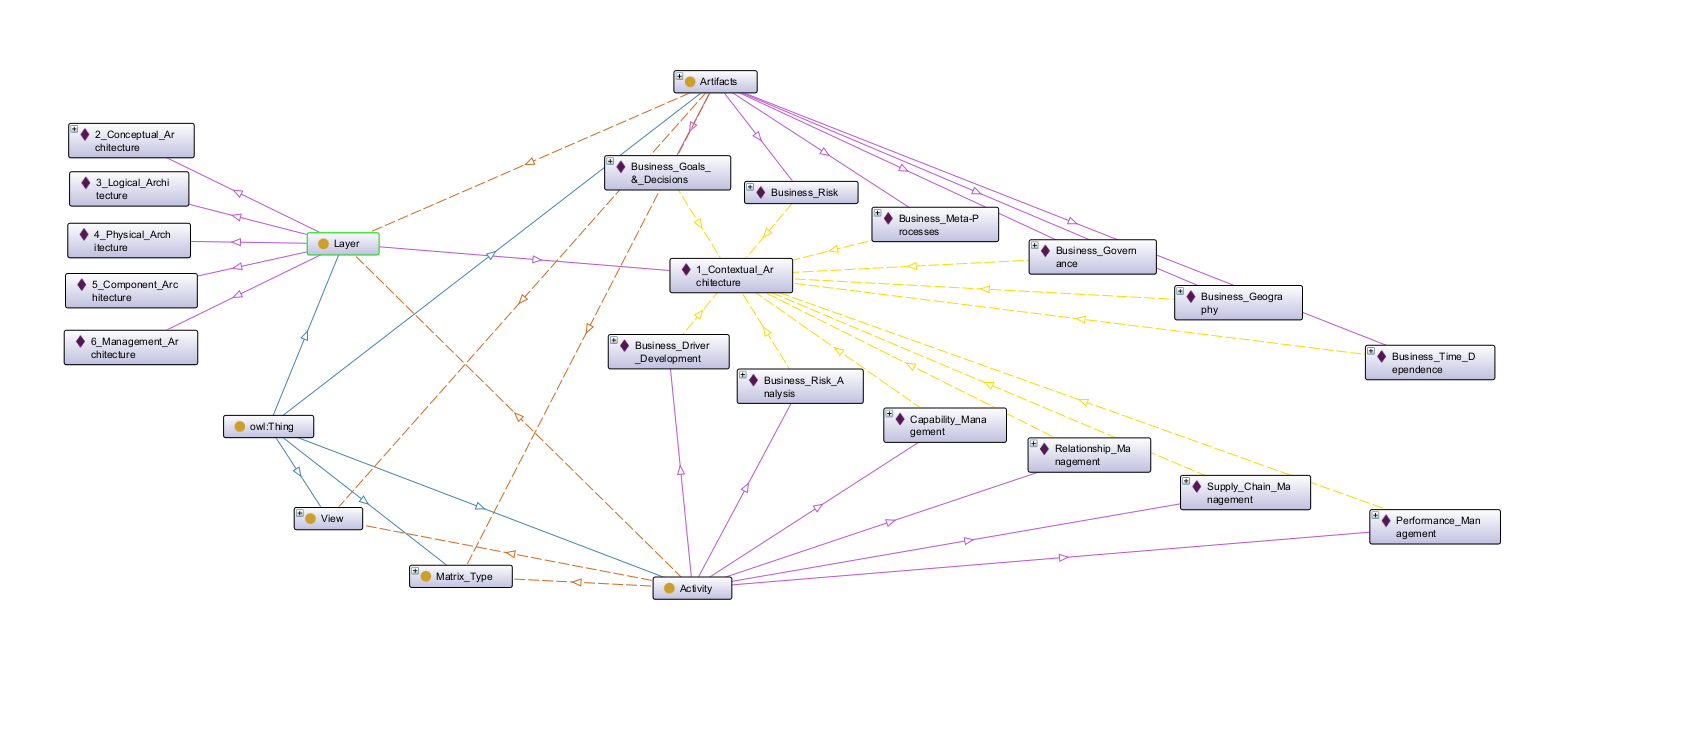 Artifacts
2_Conceptual_Ar
chitecture
3_Logical_Archi
tecture
4_Physical_Arch
itecture
5_Component_Arc
hitecture
6_Management_Ar
chitecture
Layer
Business_Goals_
&_Decisions
Business_Risk
Business_Meta-P
rocesses
Business_Govern
ance
Business_Geogra
phy
Business_Time_D
ependence
1_Contextual_Ar
chitecture
Business_Driver
_Development
Business_Risk_A
nalysis
Capability_Mana
gement
Relationship_Ma
nagement
Supply_Chain_Ma
nagement
Performance_Man
agement
owl:Thing
View
Matrix_Type
Activity